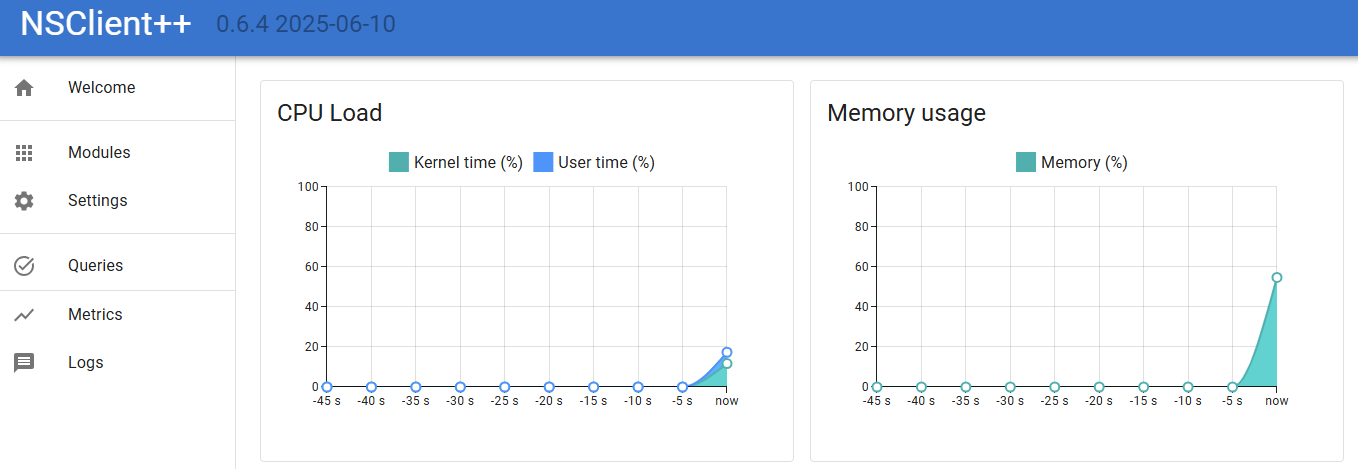 NSClient++ 0.6.4 2025-06-10
Welcome
Modules
Settings
Queries
Metrics
Logs
CPU Load
Kernel time (%) User time (%)
100
80
60
40
20
0
-45 s -40 s -35 s -30 s -25 s -20 s -15 s -10 s -5 s now
Memory usage
Memory (%)
100
80
60
40
20
0
-45 s -40 s -35 s -30 s -25 s -20 s -15 s -10 s -5 s now